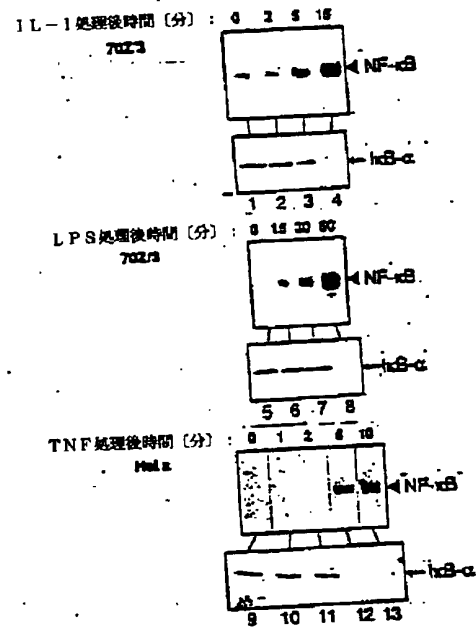 IL-1処理後時間〔分〕: 0 2 5 15
70Z/3
NF-κB
IκB-α
1 2 3 4
LPS処理後時間〔分〕: 0 15 30 60
70Z/3
NF-κB
IκB-α
5 6 7 8
TNF処理後時間〔分〕: 0 1 2 5 10
NF-κB
IκB-α
9 10 11 12 13